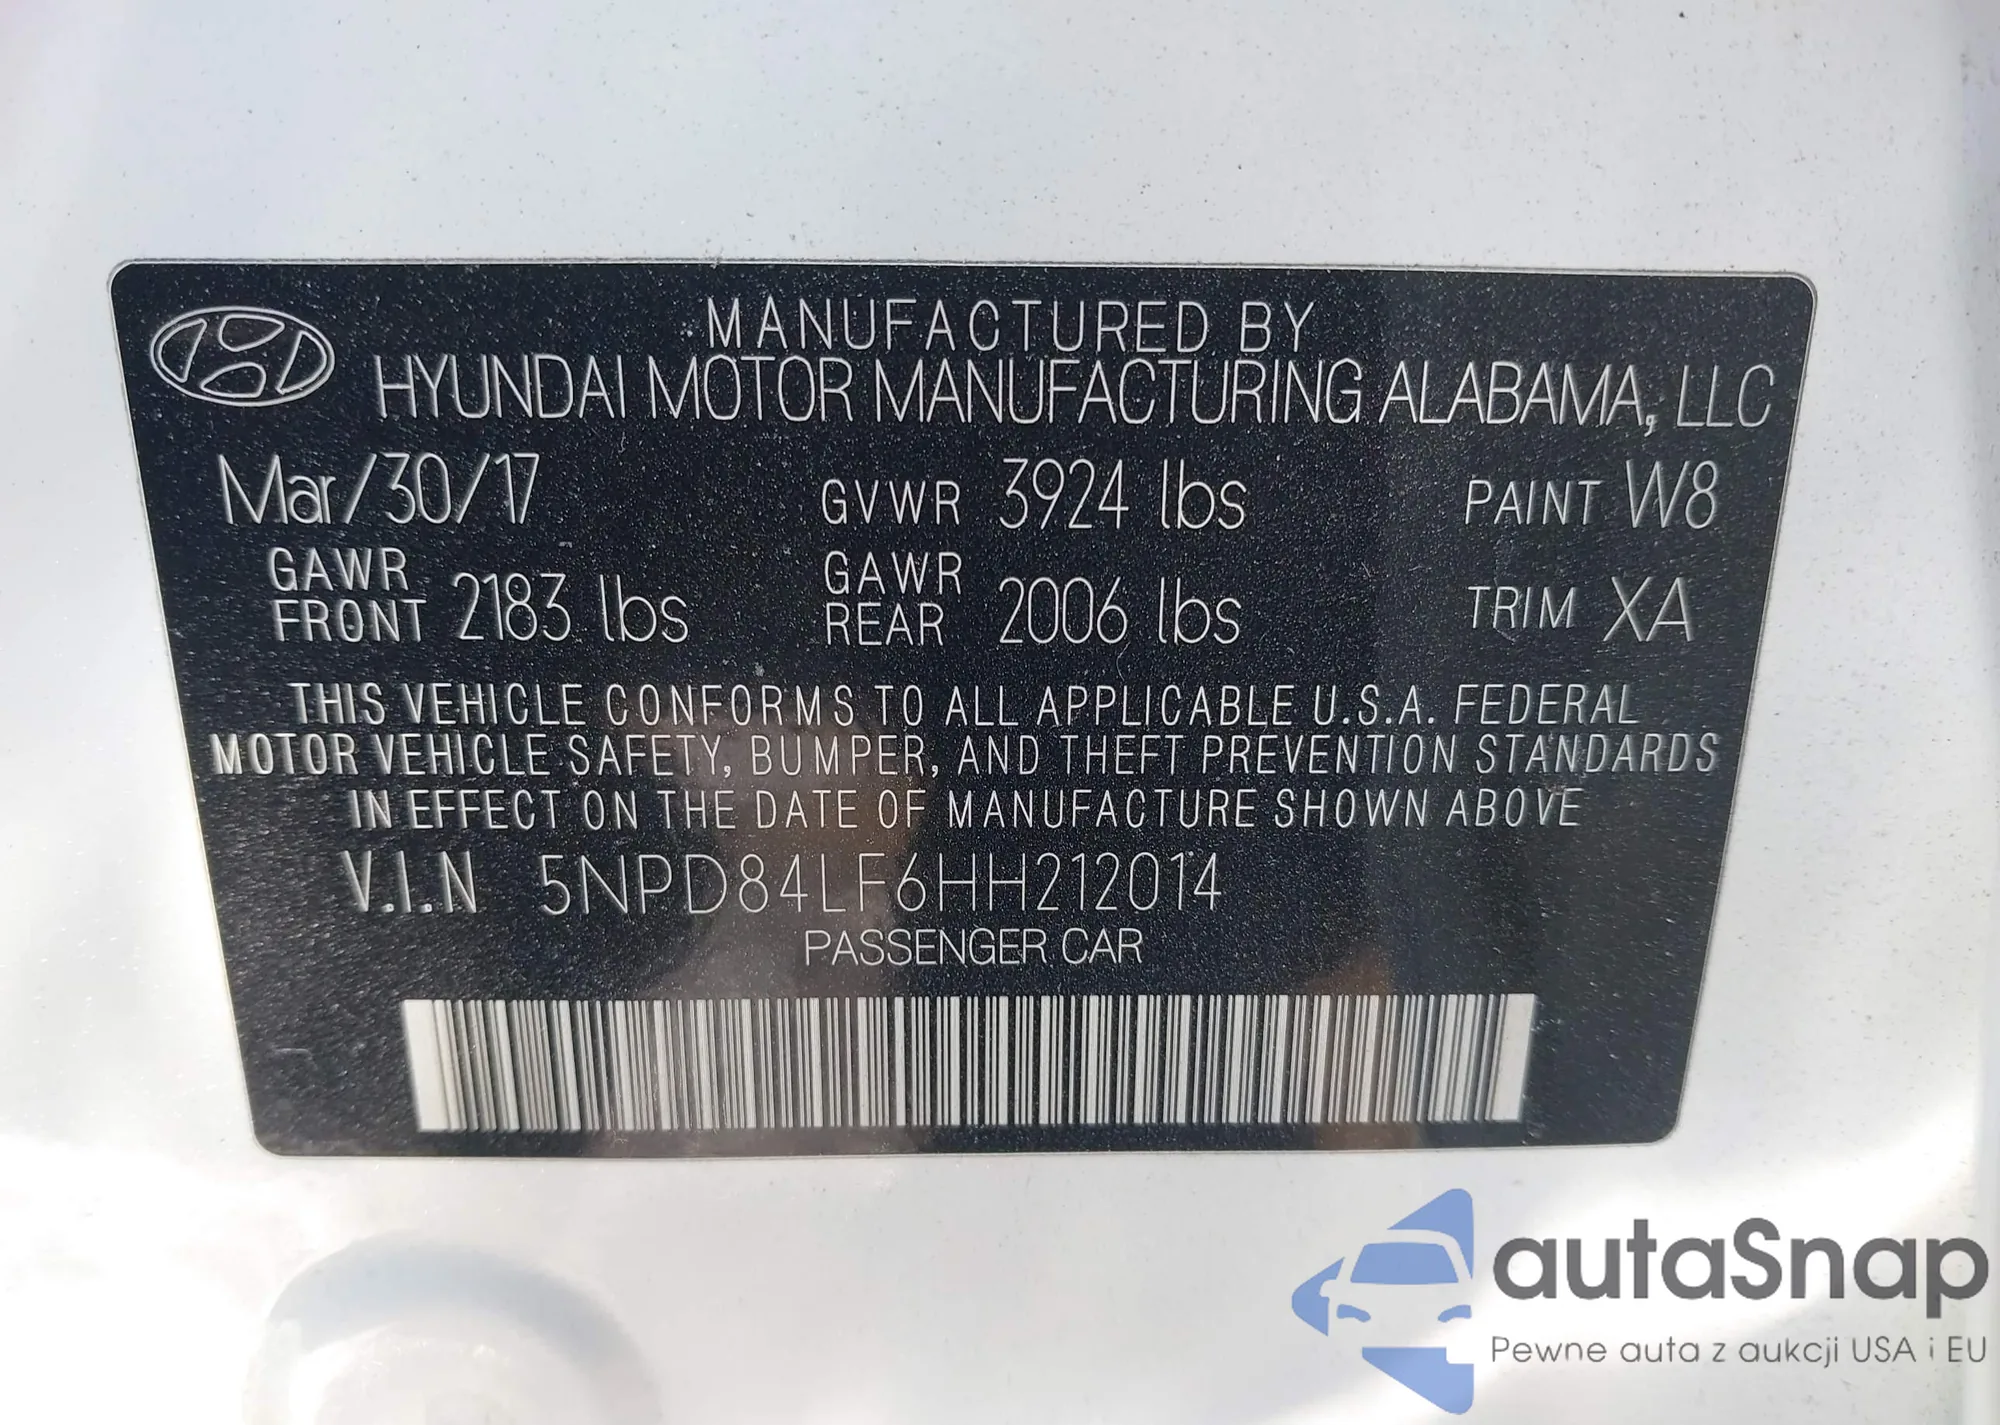 MANUFACTURED BY
HYUNDAI MOTOR MANUFACTURING ALABAMA, LLC
Mar/30/17 GVWR 3924 lbs PAINT W8
GAWR FRONT 2183 lbs GAWR REAR 2006 lbs TRIM XA
THIS VEHICLE CONFORMS TO ALL APPLICABLE U.S.A. FEDERAL
MOTOR VEHICLE SAFETY, BUMPER, AND THEFT PREVENTION STANDARDS
IN EFFECT ON THE DATE OF MANUFACTURE SHOWN ABOVE
V.I.N 5NPD84LF6HH212014
PASSENGER CAR
autaSnap
Pewne auta z aukcji USA i EU